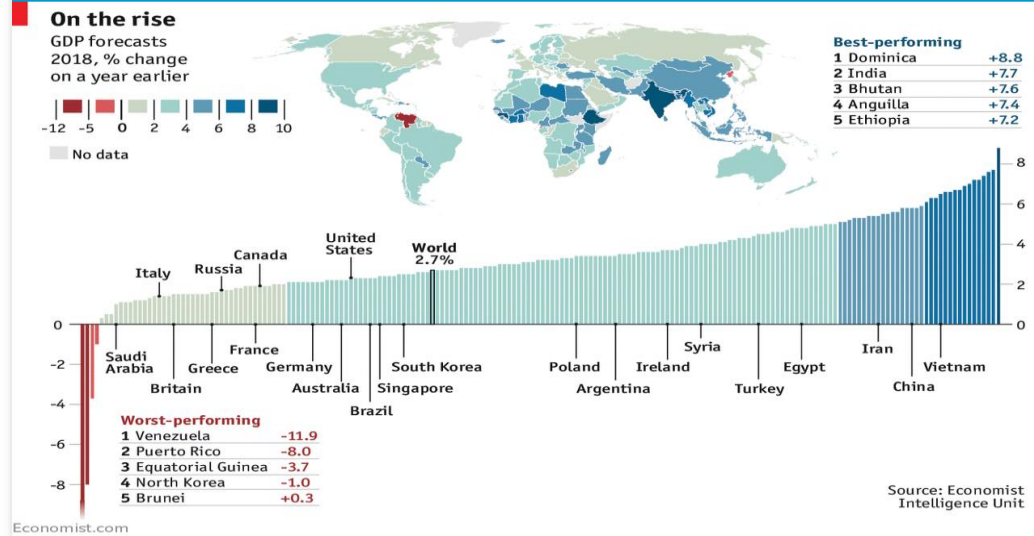 On the rise
GDP forecasts
2018, % change
on a year earlier
-12 -5 0 2 4 6 8 10
No data
Best-performing
1 Dominica +8.8
2 India +7.7
3 Bhutan +7.6
4 Anguilla +7.4
5 Ethiopia +7.2
8
6
4
2
0
United
States
World
2.7%
Canada
Russia
Italy
0
-2
-4
-6
-8
Saudi
Arabia
Britain
Greece
France
Germany
Australia
Brazil
Singapore
South Korea
Poland
Argentina
Ireland
Syria
Turkey
Egypt
Iran
China
Vietnam
Worst-performing
1 Venezuela -11.9
2 Puerto Rico -8.0
3 Equatorial Guinea -3.7
4 North Korea -1.0
5 Brunei +0.3
Source: Economist
Intelligence Unit
Economist.com